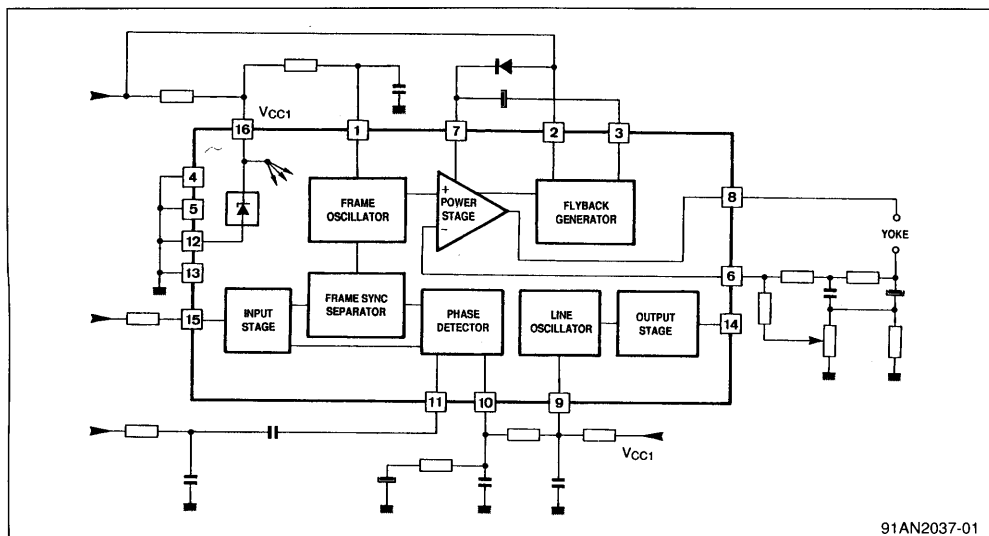 VCC1
16
1
7
2
3
4
5
12
13
15
FRAME
OSCILLATOR
+
POWER
STAGE
−
FLYBACK
GENERATOR
8
YOKE
6
INPUT
STAGE
FRAME SYNC
SEPARATOR
PHASE
DETECTOR
LINE
OSCILLATOR
OUTPUT
STAGE
14
11
10
9
VCC1
91AN2037-01